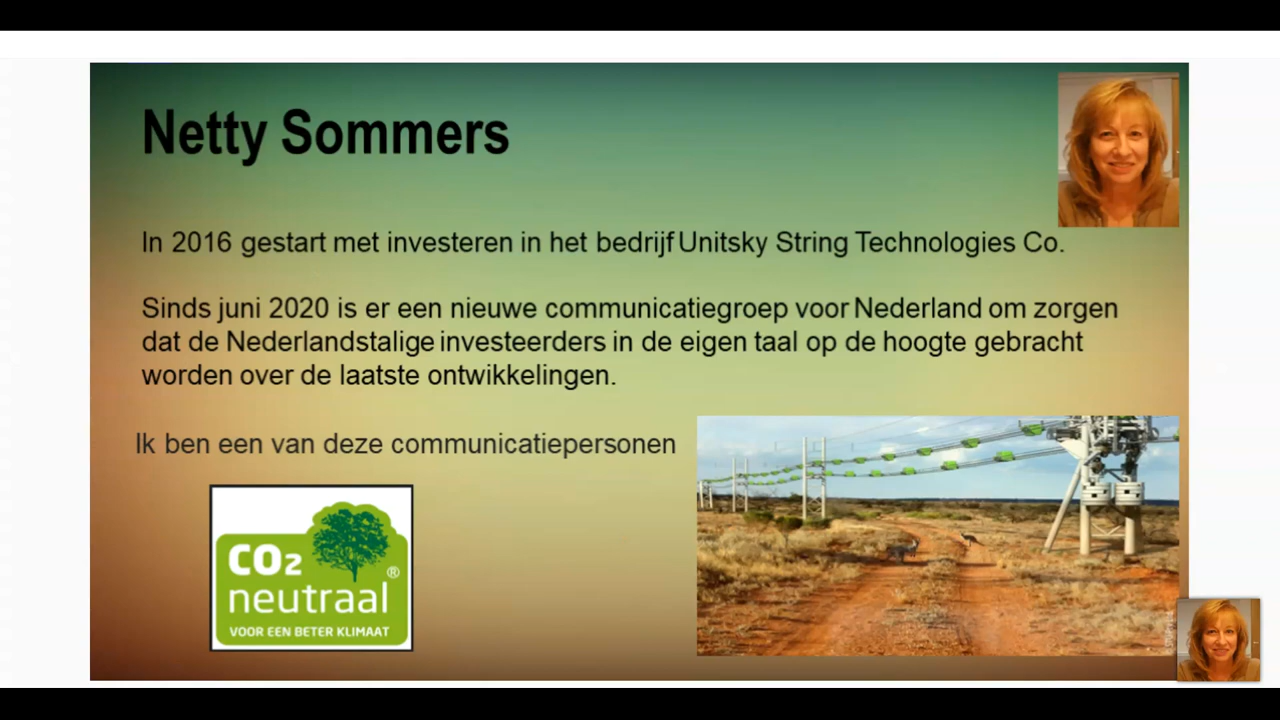 Netty Sommers
In 2016 gestart met investeren in het bedrijf Unitsky String Technologies Co.
Sinds juni 2020 is er een nieuwe communicatiegroep voor Nederland om zorgen
dat de Nederlandstalige investeerders in de eigen taal op de hoogte gebracht
worden over de laatste ontwikkelingen.
Ik ben een van deze communicatiepersonen
CO2
neutraal®
VOOR EEN BETER KLIMAAT